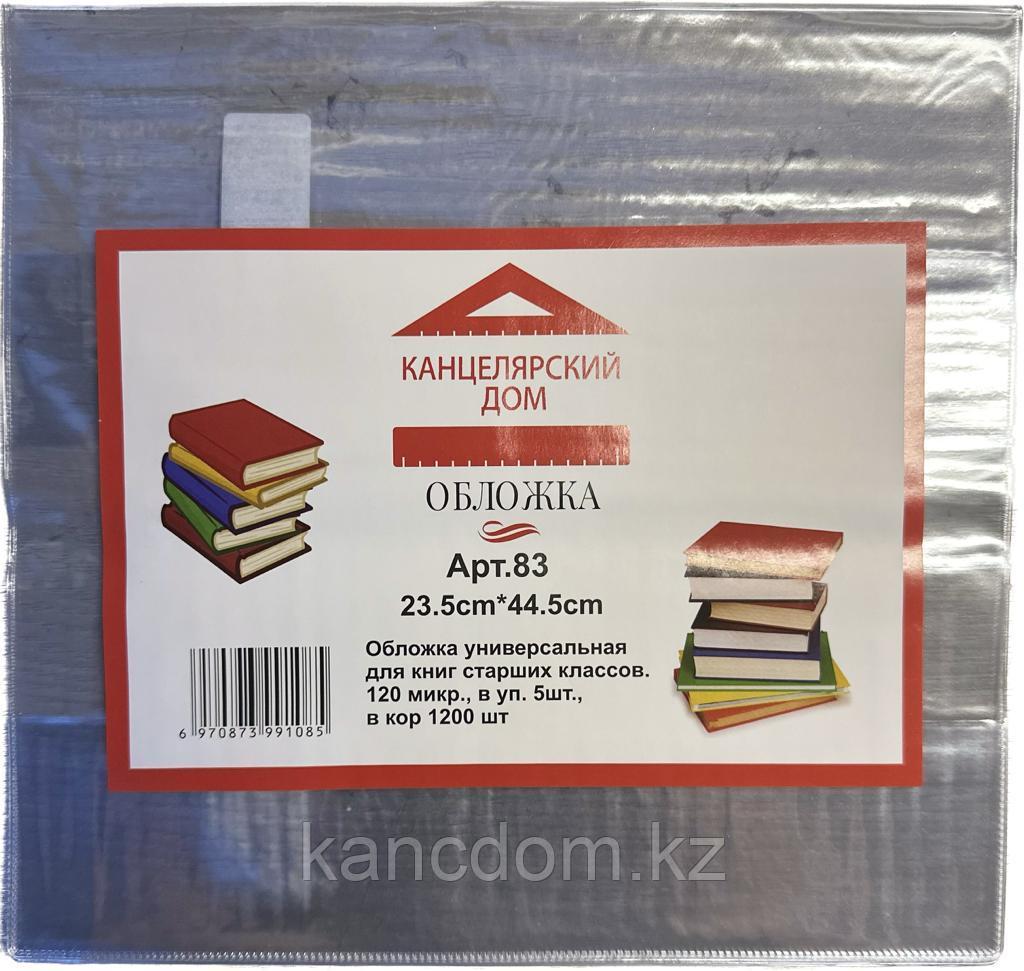 КАНЦЕЛЯРСКИЙ
ДОМ
ОБЛОЖКА
Арт.83
23.5cm*44.5cm
Обложка универсальная
для книг старших классов.
120 микр., в уп. 5шт.,
в кор 1200 шт
6 970873 991085
kancdom.kz